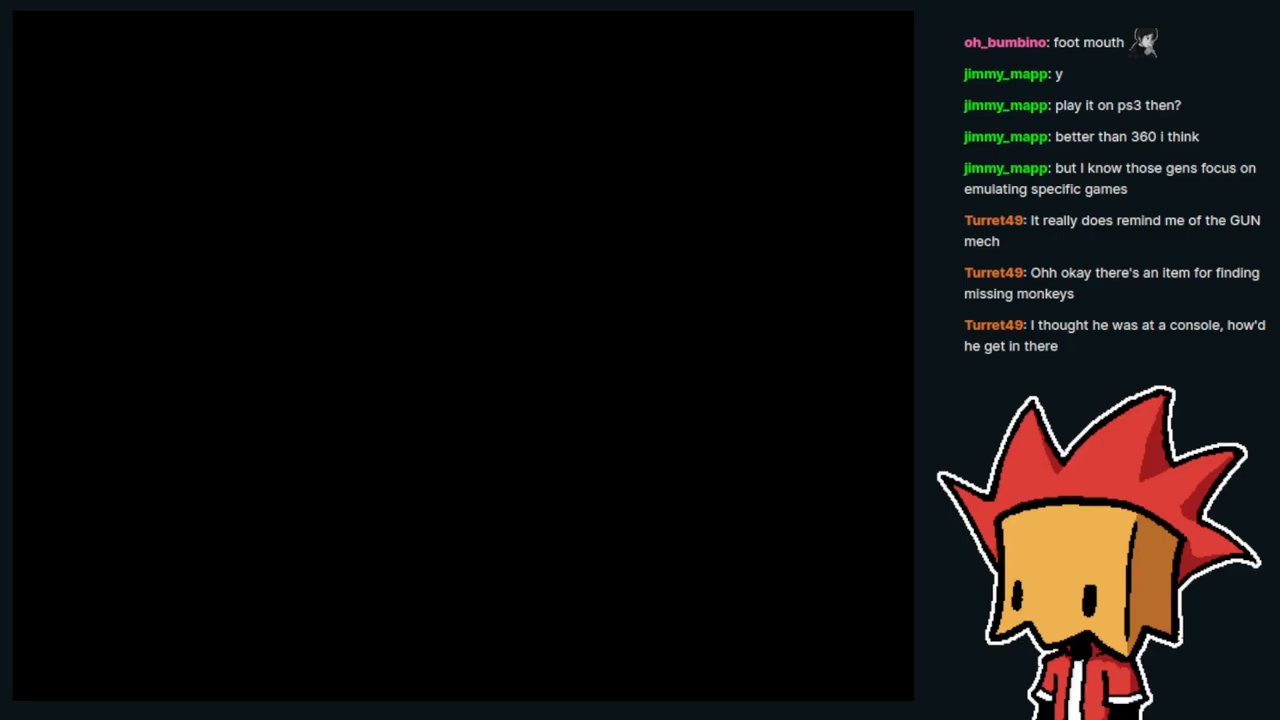 oh_bumbino: foot mouth
jimmy_mapp: y
jimmy_mapp: play it on ps3 then?
jimmy_mapp: better than 360 i think
jimmy_mapp: but I know those gens focus on
emulating specific games
Turret49: It really does remind me of the GUN
mech
Turret49: Ohh okay there's an item for finding
missing monkeys
Turret49: I thought he was at a console, how'd
he get in there